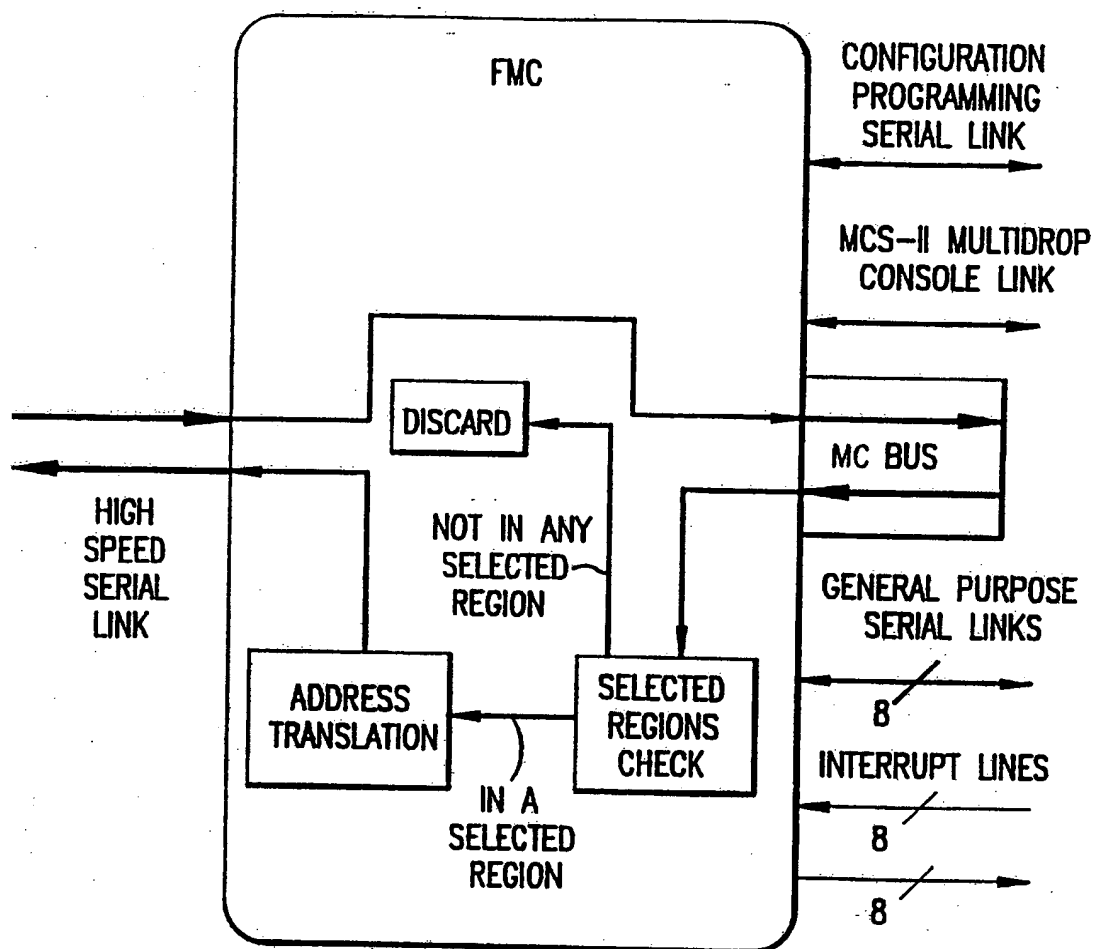 FMC
CONFIGURATION
PROGRAMMING
SERIAL LINK
MCS-II MULTIDROP
CONSOLE LINK
DISCARD
MC BUS
HIGH
SPEED
SERIAL
LINK
NOT IN ANY
SELECTED
REGION
GENERAL PURPOSE
SERIAL LINKS
8
ADDRESS
TRANSLATION
SELECTED
REGIONS
CHECK
IN A
SELECTED
REGION
INTERRUPT LINES
8
8